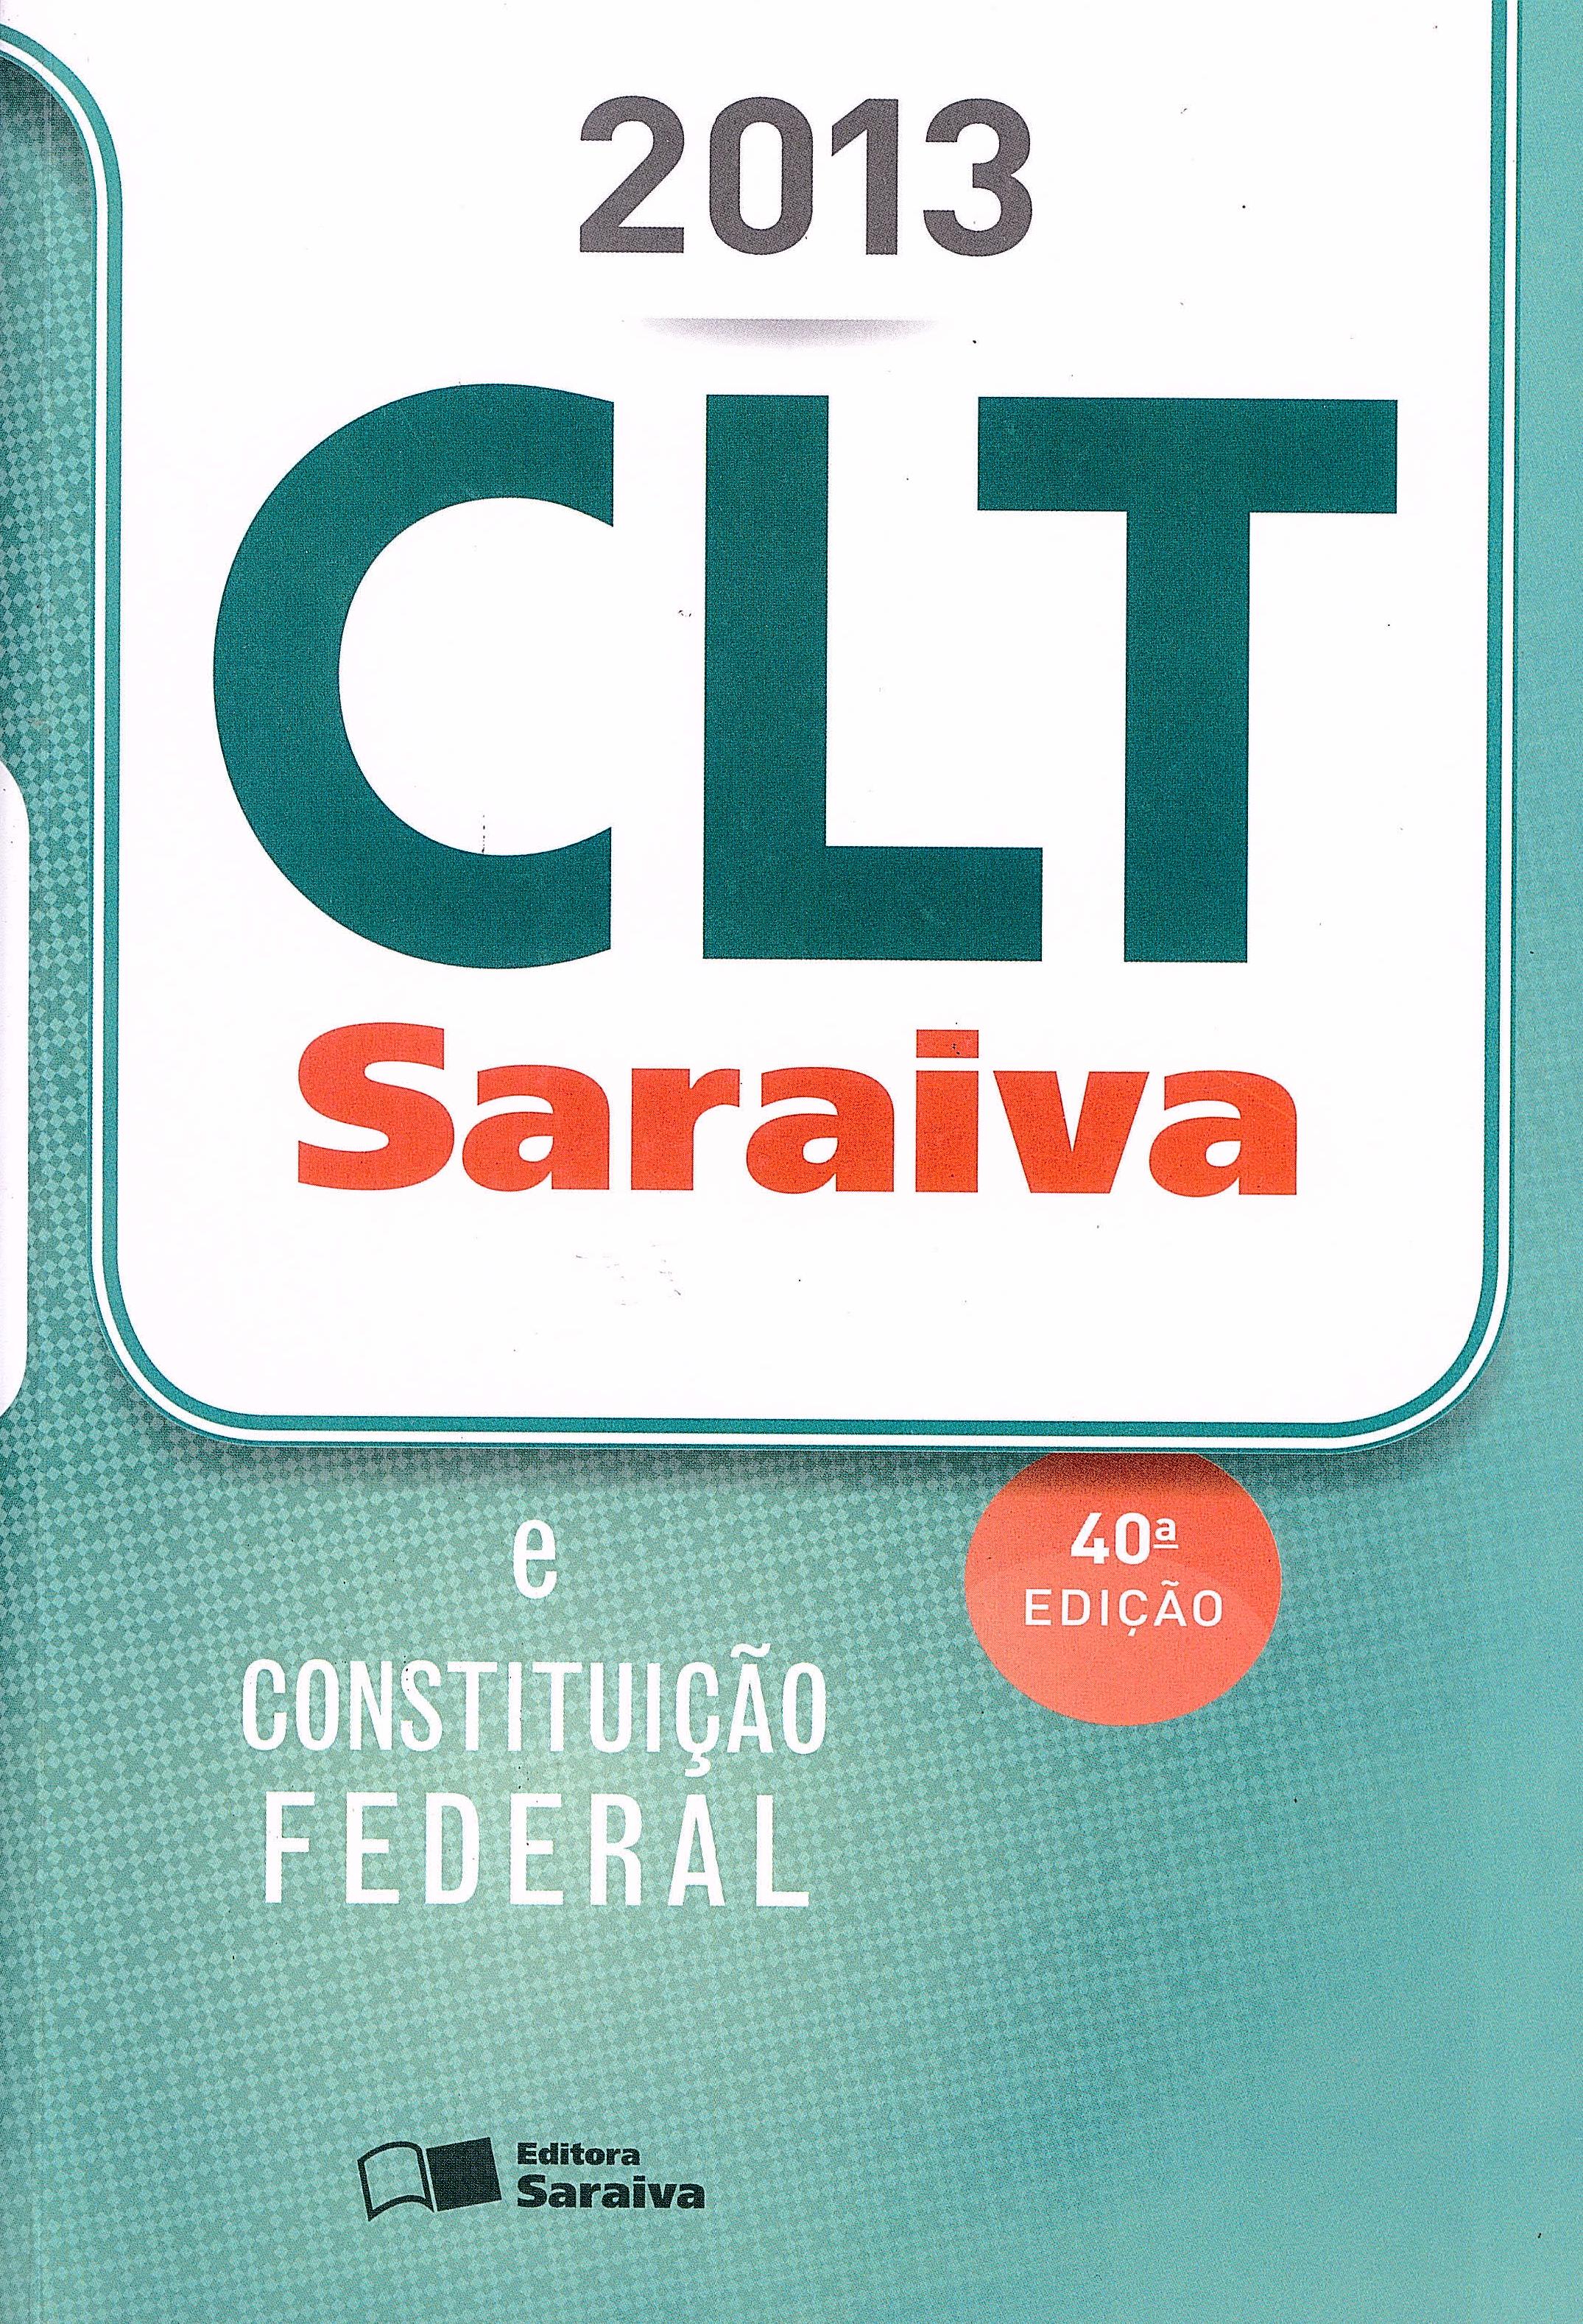 2013
CLT
Saraiva
e
CONSTITUIÇÃO
FEDERAL
40ª
EDIÇÃO
Editora
Saraiva